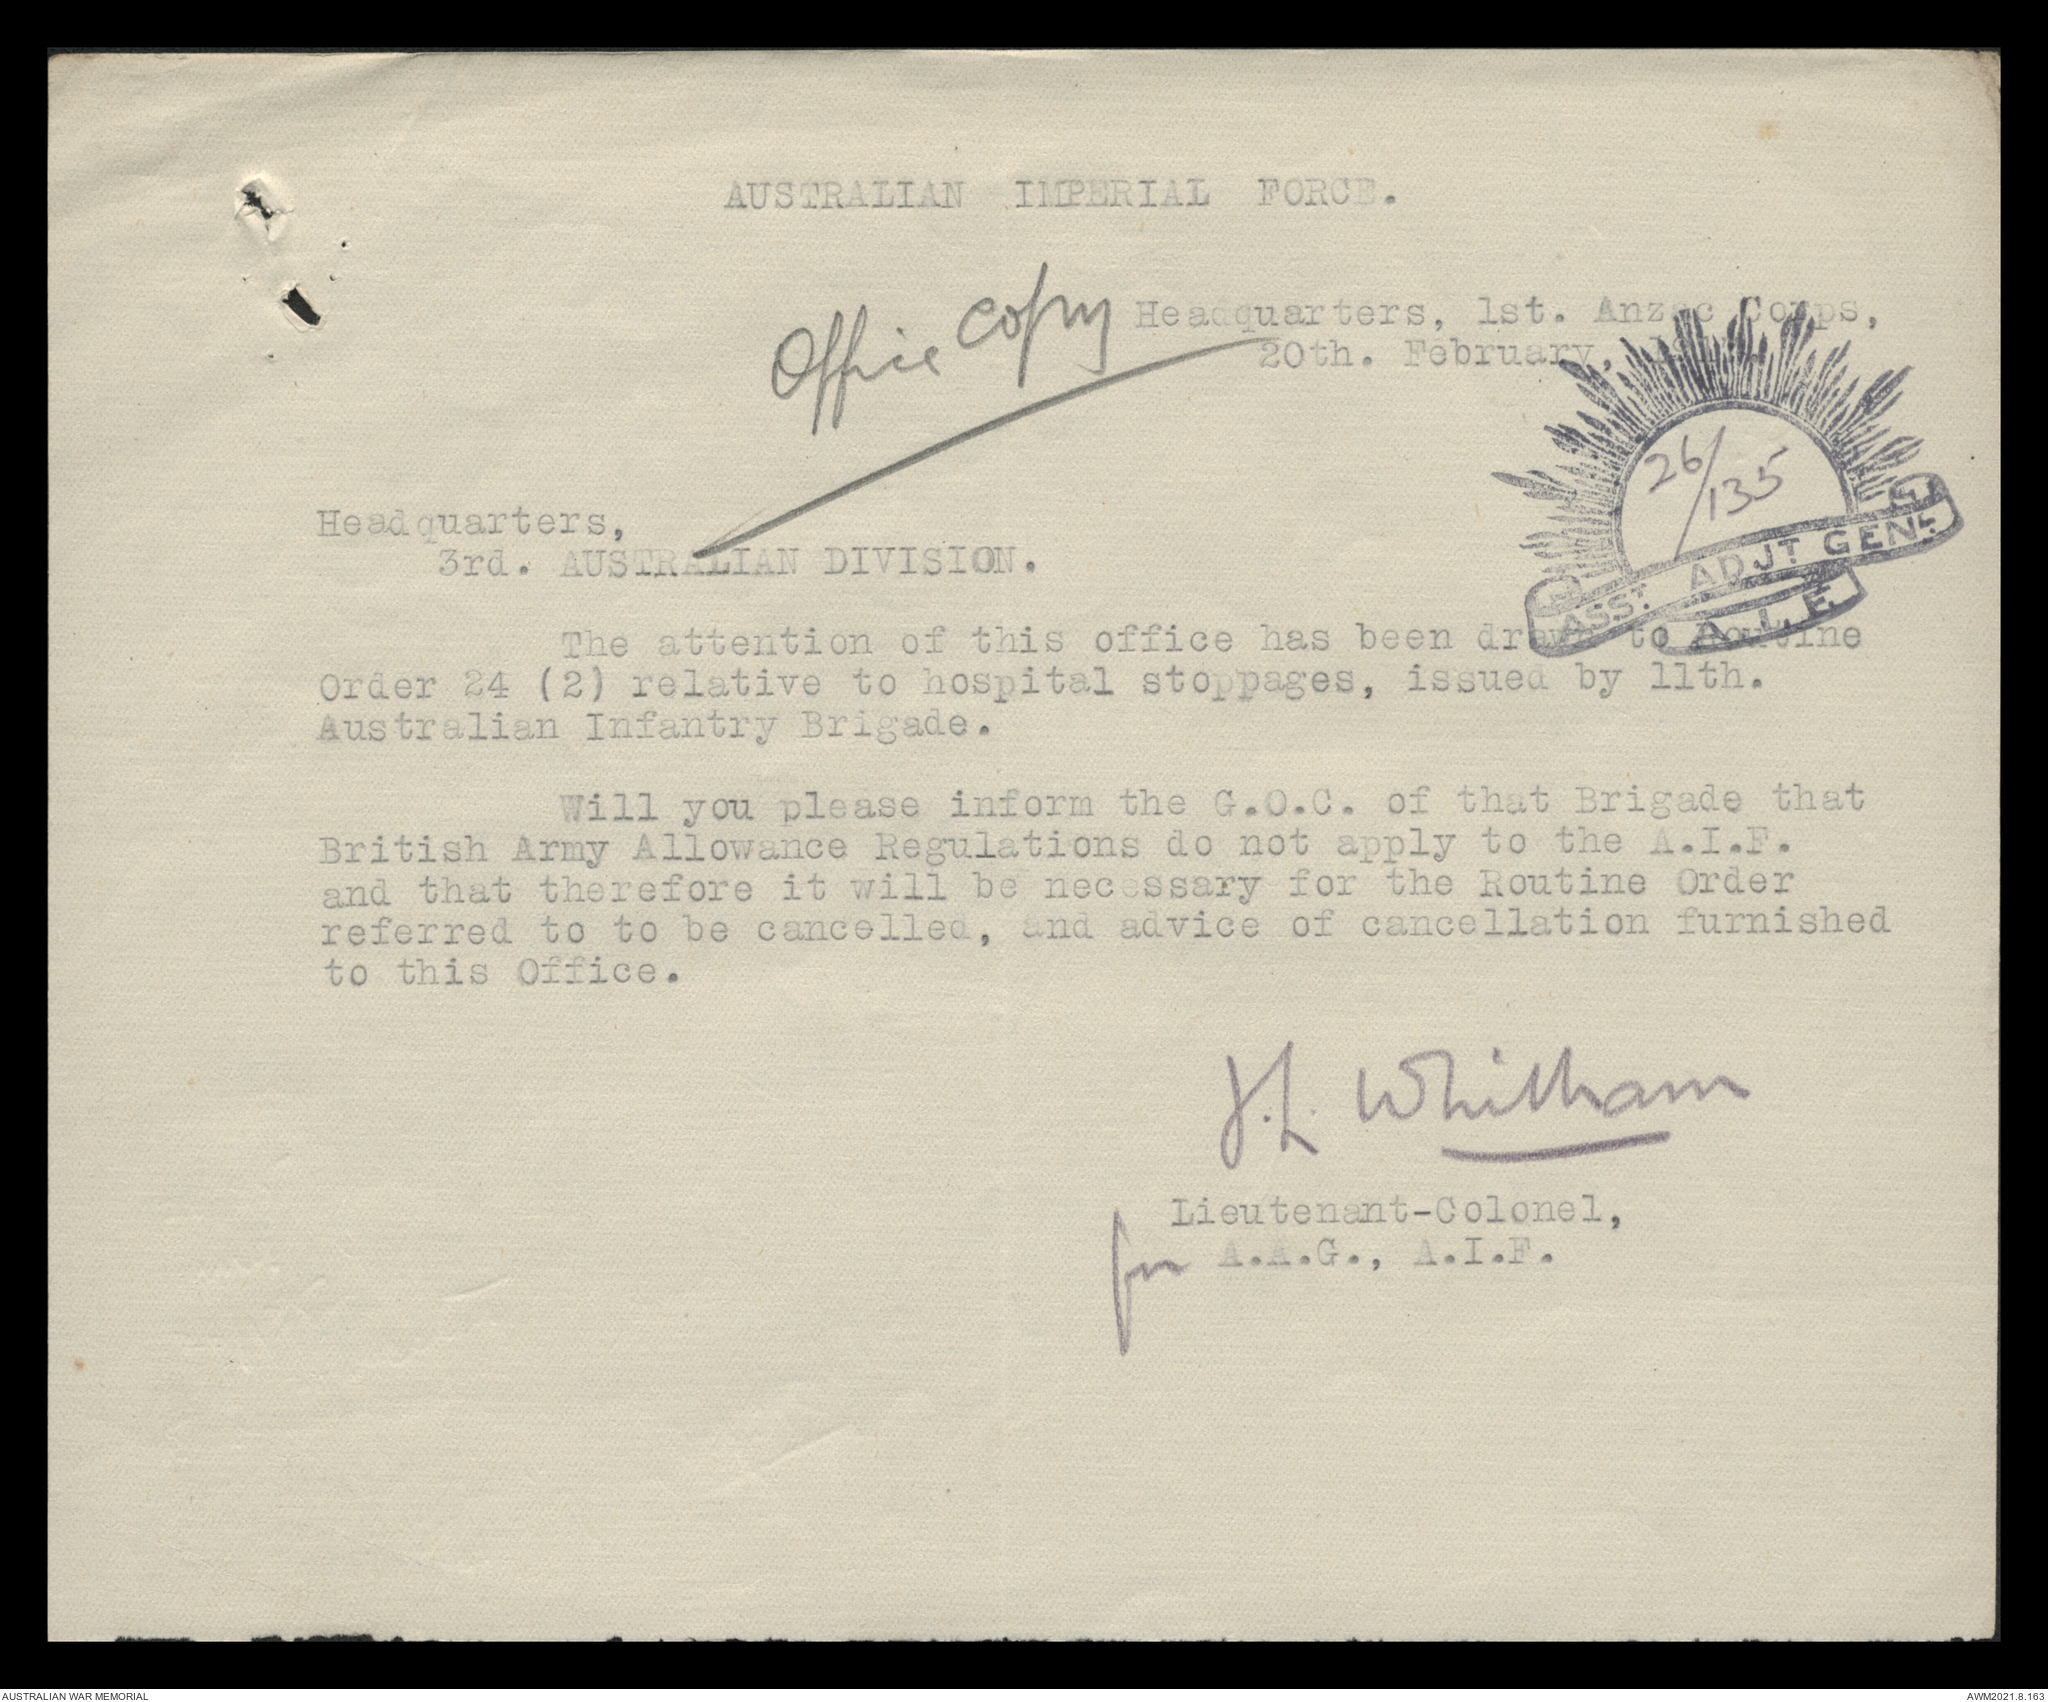 AUSTRALIAN IMPERIAL FORCE.
Office copy
Headquarters, 1st. Anzac Corps,
20th. February,
26/135
ASST. ADJT GENL.
A.I.F.
Headquarters,
3rd. AUSTRALIAN DIVISION.
The attention of this office has been drawn to Routine
Order 24 (2) relative to hospital stoppages, issued by 11th.
Australian Infantry Brigade.
Will you please inform the G.O.C. of that Brigade that
British Army Allowance Regulations do not apply to the A.I.F.
and that therefore it will be necessary for the Routine Order
referred to to be cancelled, and advice of cancellation furnished
to this Office.
J.L. Whitham
Lieutenant-Colonel,
for A.A.G., A.I.F.
AUSTRALIAN WAR MEMORIAL
AWM2021.8.163